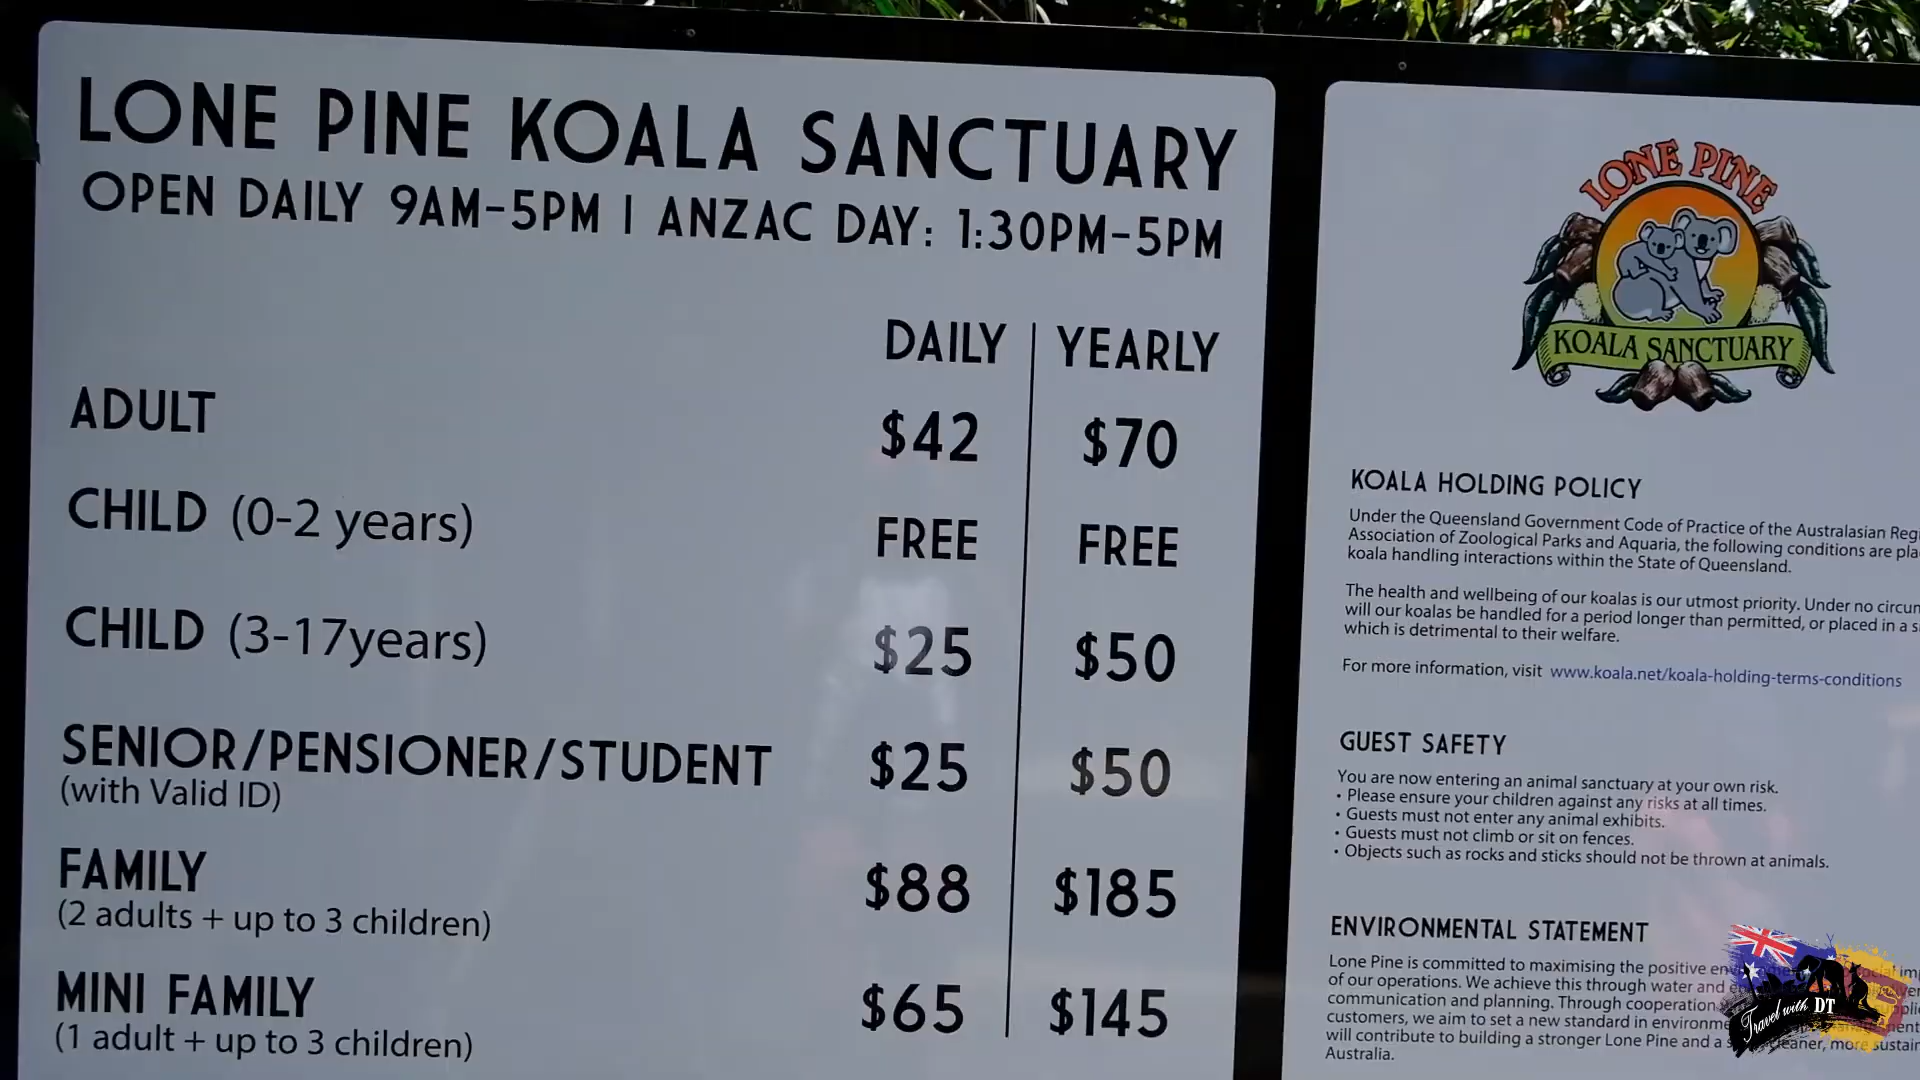 LONE PINE KOALA SANCTUARY
OPEN DAILY 9AM-5PM | ANZAC DAY: 1:30PM-5PM
DAILY YEARLY
ADULT $42 $70
CHILD (0-2 years) FREE FREE
CHILD (3-17years) $25 $50
SENIOR/PENSIONER/STUDENT $25 $50
(with Valid ID)
FAMILY $88 $185
(2 adults + up to 3 children)
MINI FAMILY $65 $145
(1 adult + up to 3 children)
LONE PINE
KOALA SANCTUARY
KOALA HOLDING POLICY
Under the Queensland Government Code of Practice of the Australasian Reg
Association of Zoological Parks and Aquaria, the following conditions are pla
koala handling interactions within the State of Queensland.
The health and wellbeing of our koalas is our utmost priority. Under no circun
will our koalas be handled for a period longer than permitted, or placed in a s
which is detrimental to their welfare.
For more information, visit www.koala.net/koala-holding-terms-conditions
GUEST SAFETY
You are now entering an animal sanctuary at your own risk.
• Please ensure your children against any risks at all times.
• Guests must not enter any animal exhibits.
• Guests must not climb or sit on fences.
• Objects such as rocks and sticks should not be thrown at animals.
ENVIRONMENTAL STATEMENT
Lone Pine is committed to maximising the positive
of our operations. We achieve this through water and
communication and planning. Through cooperation
customers, we aim to set a new standard in
will contribute to building a stronger Lone Pine and a cleaner, more
Australia.
Travel with DT